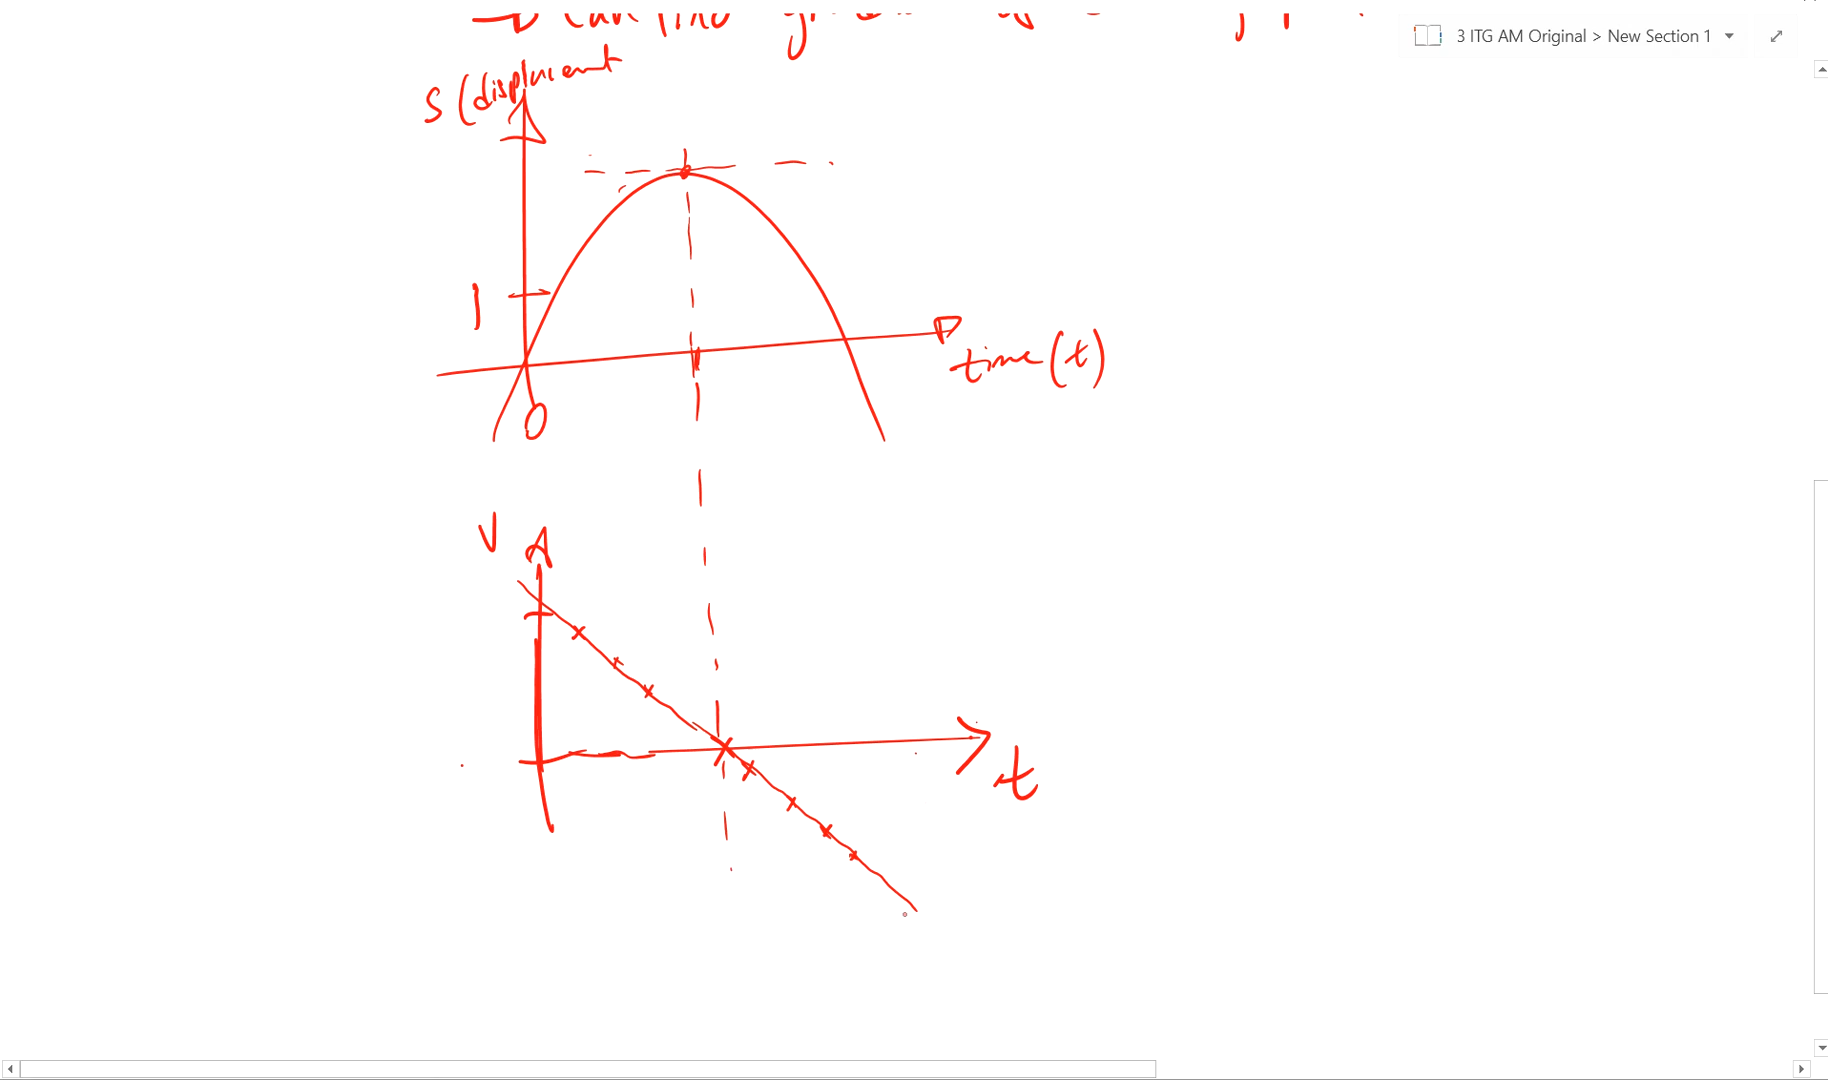 3 ITG AM Original > New Section 1
S (displacement
1
time (t)
0
V
t